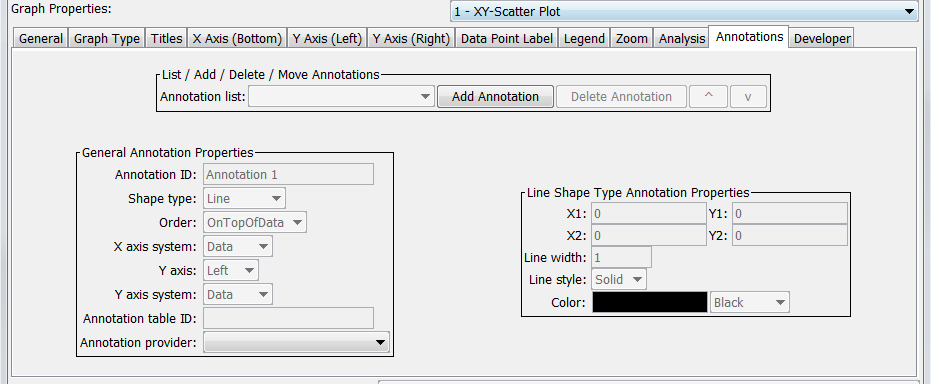 Graph Properties: 1 - XY-Scatter Plot
General Graph Type Titles X Axis (Bottom) Y Axis (Left) Y Axis (Right) Data Point Label Legend Zoom Analysis Annotations Developer
List / Add / Delete / Move Annotations
Annotation list: Add Annotation Delete Annotation ^ v
General Annotation Properties
Annotation ID: Annotation 1
Shape type: Line
Order: OnTopOfData
X axis system: Data
Y axis: Left
Y axis system: Data
Annotation table ID:
Annotation provider:
Line Shape Type Annotation Properties
X1: 0 Y1: 0
X2: 0 Y2: 0
Line width: 1
Line style: Solid
Color: Black